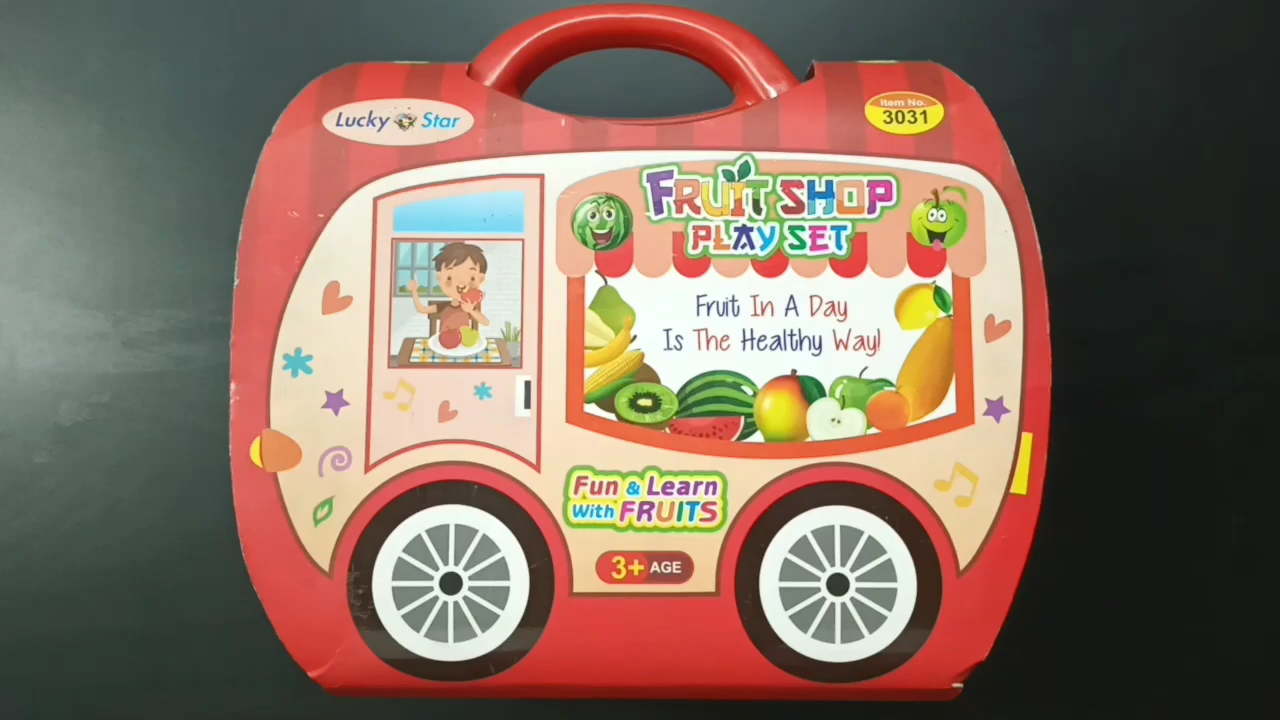 Lucky Star
Item No.
3031
FRUIT SHOP
PLAY SET
Fruit In A Day
Is The Healthy Way!
Fun & Learn
With FRUITS
3+ AGE